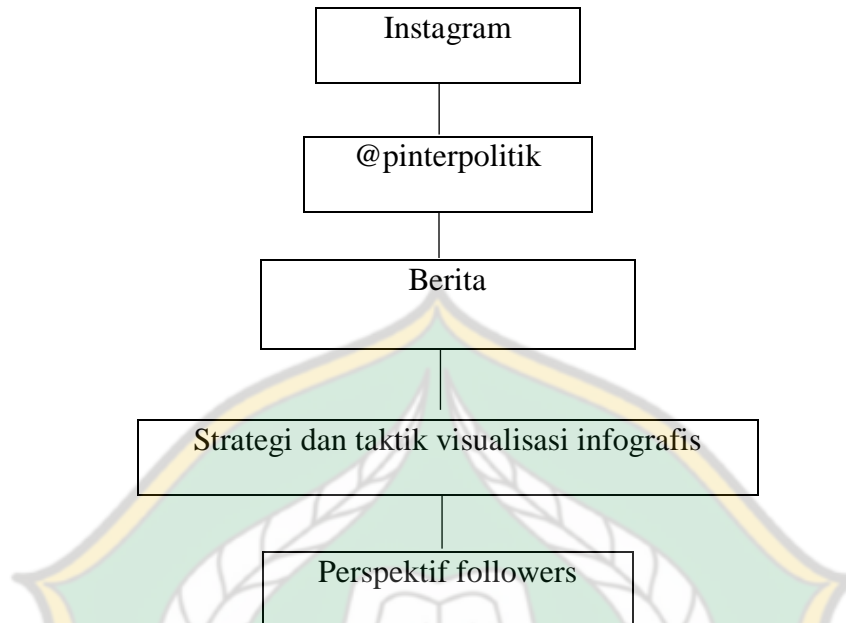 Instagram
@pinterpolitik
Berita
Strategi dan taktik visualisasi infografis
Perspektif followers